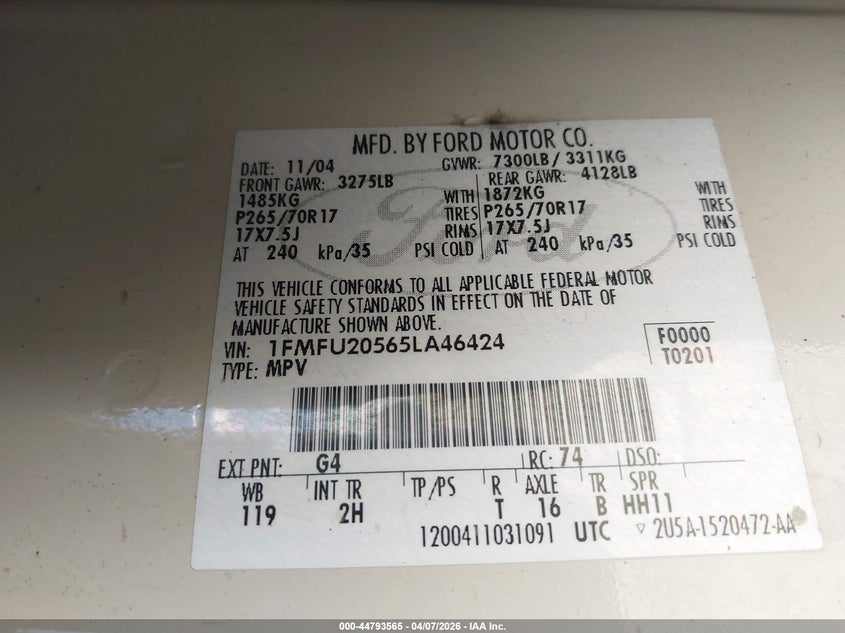 MFD. BY FORD MOTOR CO.
DATE: 11/04 GVWR: 7300LB/ 3311KG
FRONT GAWR: 3275LB REAR GAWR: 4128LB
1485KG WITH 1872KG WITH
P265/70R17 TIRES P265/70R17 TIRES
17X7.5J RIMS 17X7.5J RIMS
AT 240 kPa/35 PSI COLD AT 240 kPa/35 PSI COLD
THIS VEHICLE CONFORMS TO ALL APPLICABLE FEDERAL MOTOR
VEHICLE SAFETY STANDARDS IN EFFECT ON THE DATE OF
MANUFACTURE SHOWN ABOVE.
VIN: 1FMFU20565LA46424 F0000
TYPE: MPV T0201
EXT PNT: G4 RC: 74 DSO:
WB INT TR TP/PS R AXLE TR SPR
119 2H T 16 B HH11
1200411031091 UTC ▽ 2U5A-1520472-AA
Ford
000-44793565 - 04/07/2026 - IAA Inc.